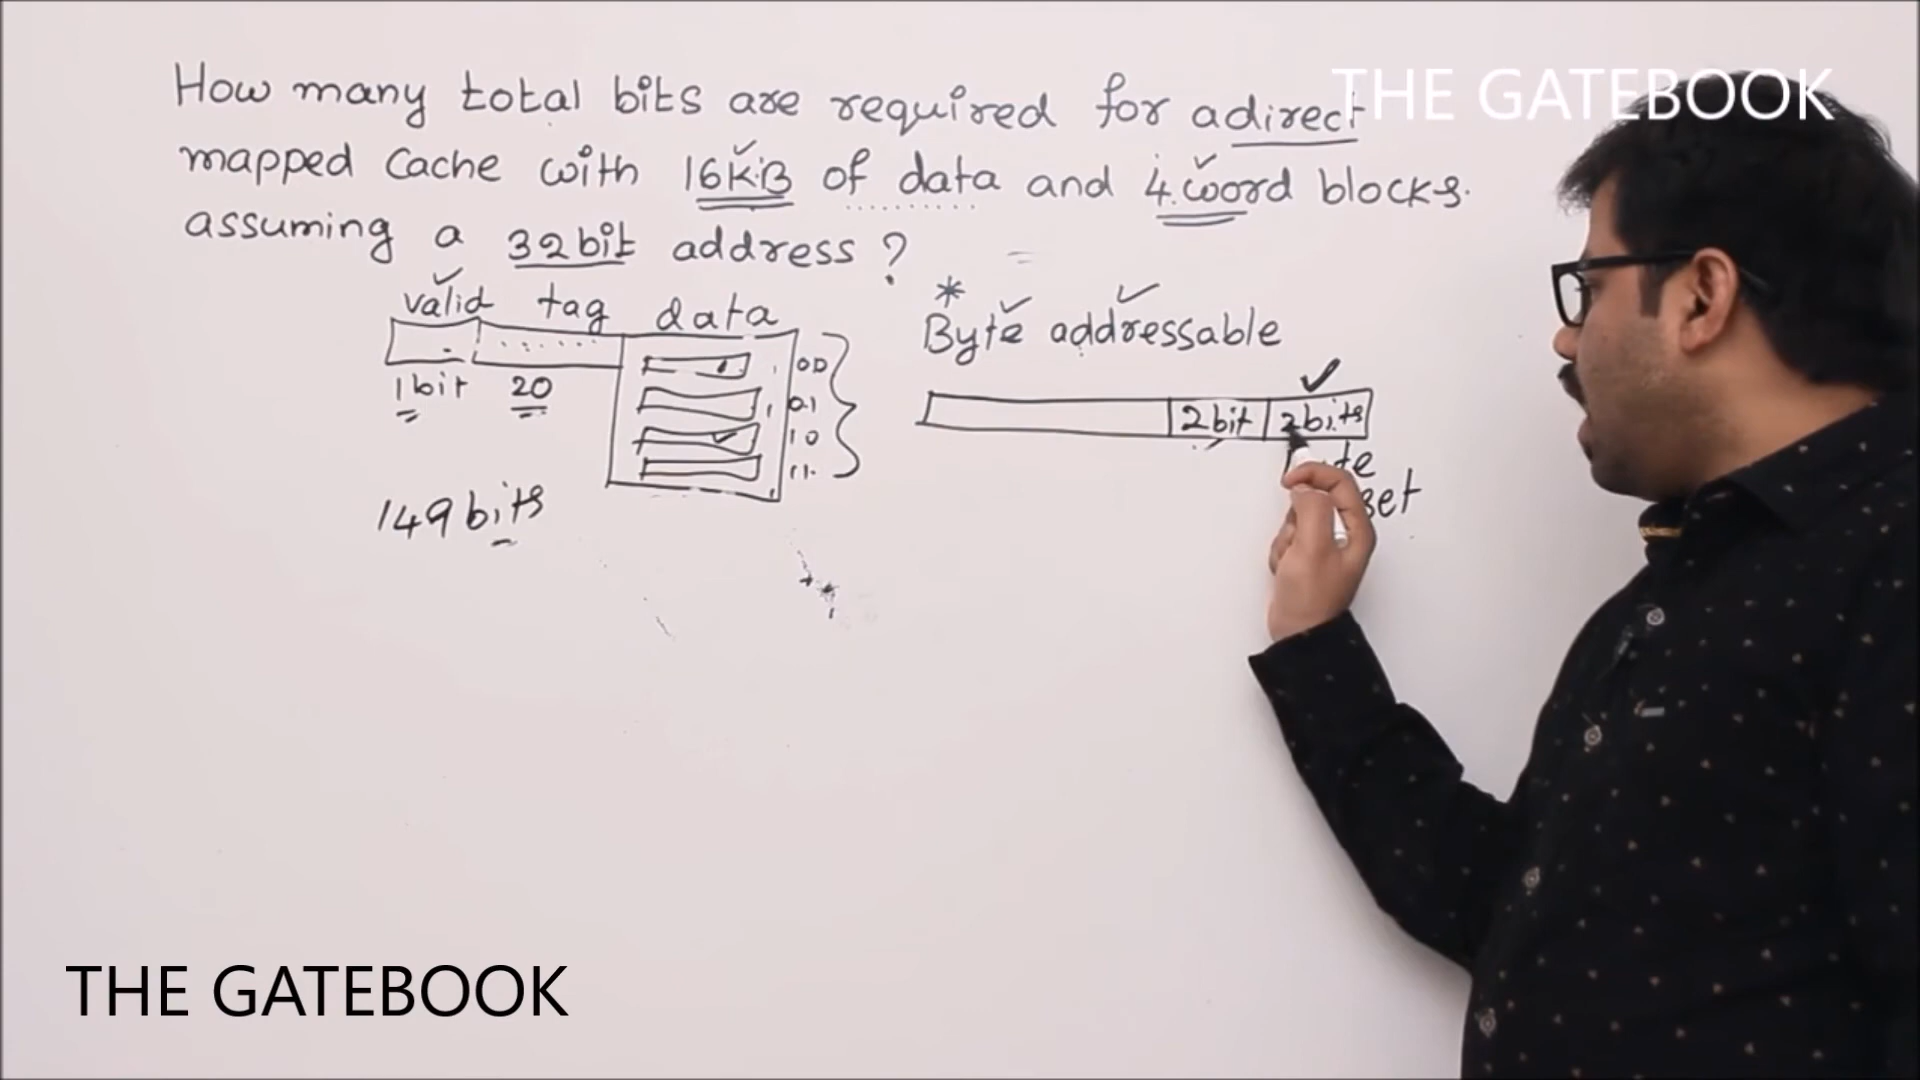 THE GATEBOOK
How many total bits are required for a direct
mapped Cache with 16KB of data and 4 word blocks.
assuming a 32bit address?
valid tag data
1bit 20
00
01
10
11
149 bits
*
Byte addressable
2bit 2bits
THE GATEBOOK